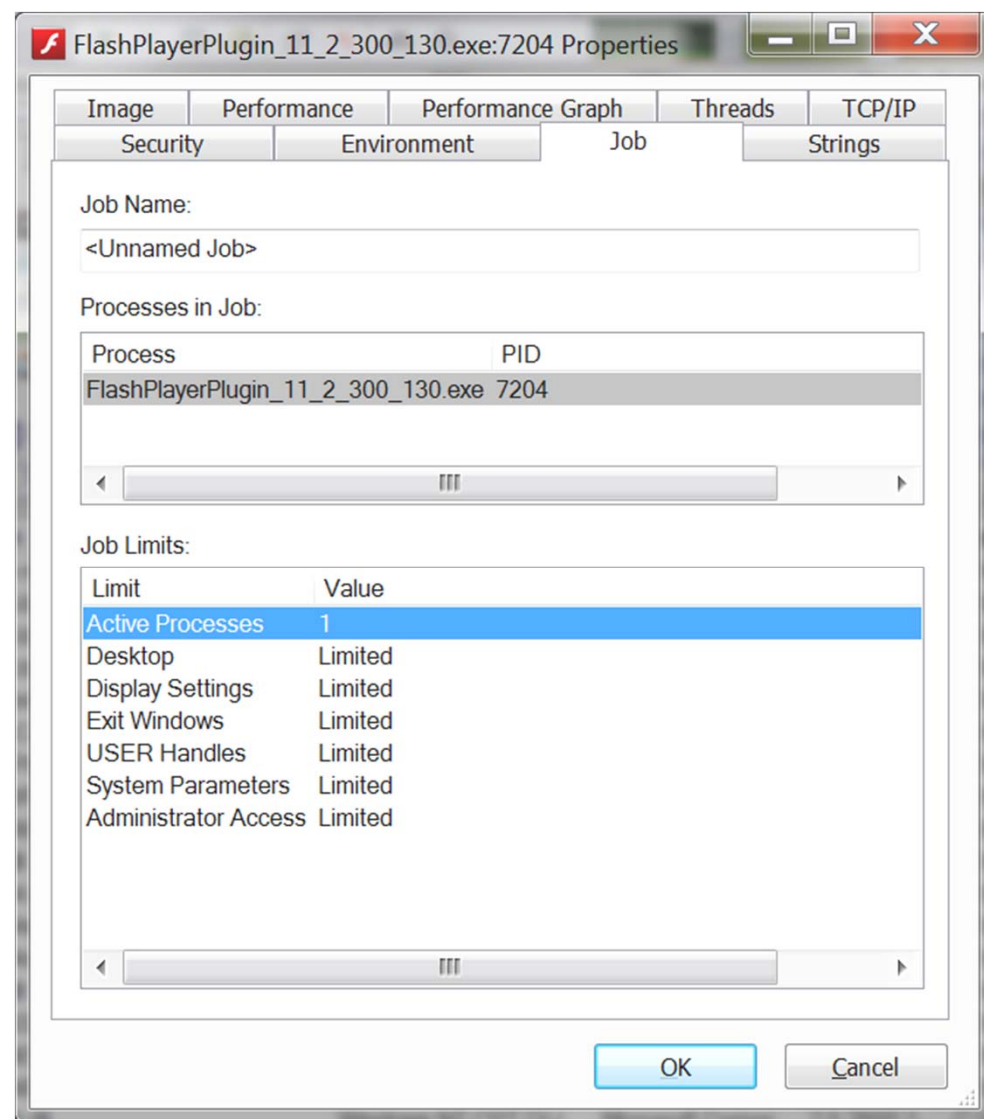 FlashPlayerPlugin_11_2_300_130.exe:7204 Properties
Image Performance Performance Graph Threads TCP/IP
Security Environment Job Strings
Job Name:
<Unnamed Job>
Processes in Job:
Process PID
FlashPlayerPlugin_11_2_300_130.exe 7204
Job Limits:
Limit Value
Active Processes 1
Desktop Limited
Display Settings Limited
Exit Windows Limited
USER Handles Limited
System Parameters Limited
Administrator Access Limited
OK Cancel